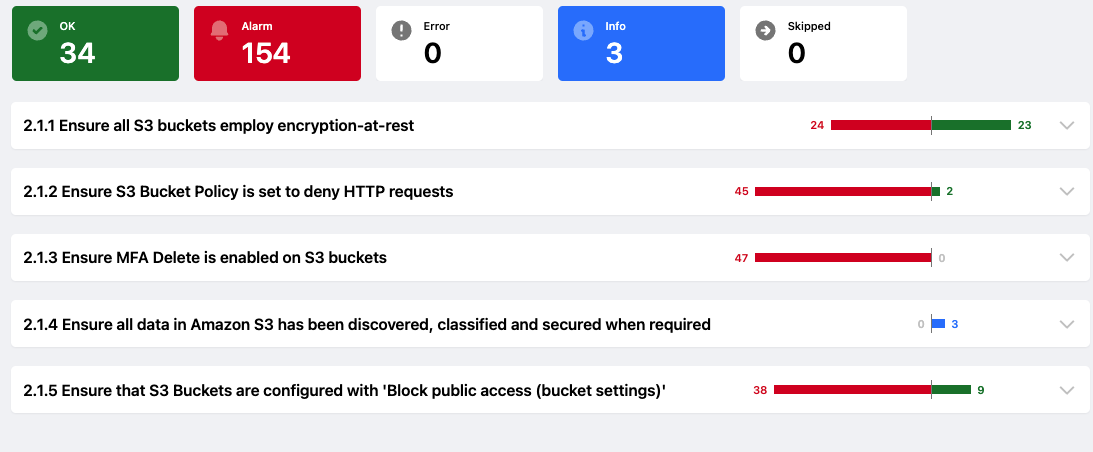 OK
34
Alarm
154
Error
0
Info
3
Skipped
0
2.1.1 Ensure all S3 buckets employ encryption-at-rest
24
23
2.1.2 Ensure S3 Bucket Policy is set to deny HTTP requests
45
2
2.1.3 Ensure MFA Delete is enabled on S3 buckets
47
0
2.1.4 Ensure all data in Amazon S3 has been discovered, classified and secured when required
0
3
2.1.5 Ensure that S3 Buckets are configured with 'Block public access (bucket settings)'
38
9